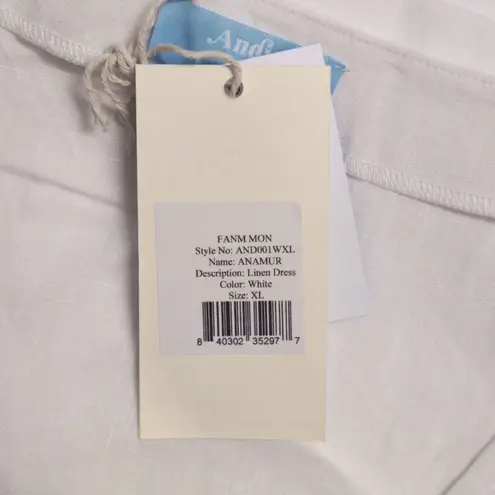 FANM MON
Style No: AND001WXL
Name: ANAMUR
Description: Linen Dress
Color: White
Size: XL
8 40302 35297 7